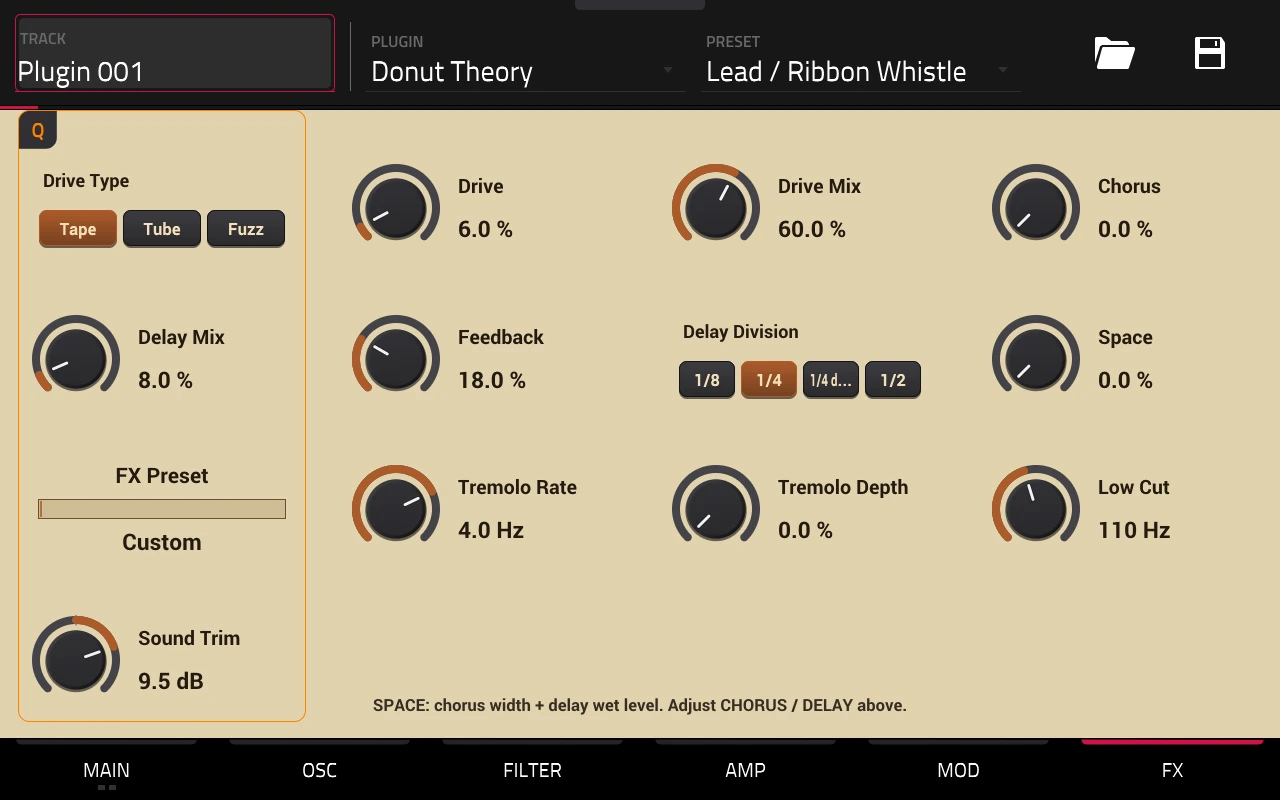 TRACK
Plugin 001
PLUGIN
Donut Theory
PRESET
Lead / Ribbon Whistle
Q
Drive Type
Tape
Tube
Fuzz
Drive
6.0 %
Drive Mix
60.0 %
Chorus
0.0 %
Delay Mix
8.0 %
Feedback
18.0 %
Delay Division
1/8
1/4
1/4 d...
1/2
Space
0.0 %
FX Preset
Custom
Tremolo Rate
4.0 Hz
Tremolo Depth
0.0 %
Low Cut
110 Hz
Sound Trim
9.5 dB
SPACE: chorus width + delay wet level. Adjust CHORUS / DELAY above.
MAIN
OSC
FILTER
AMP
MOD
FX